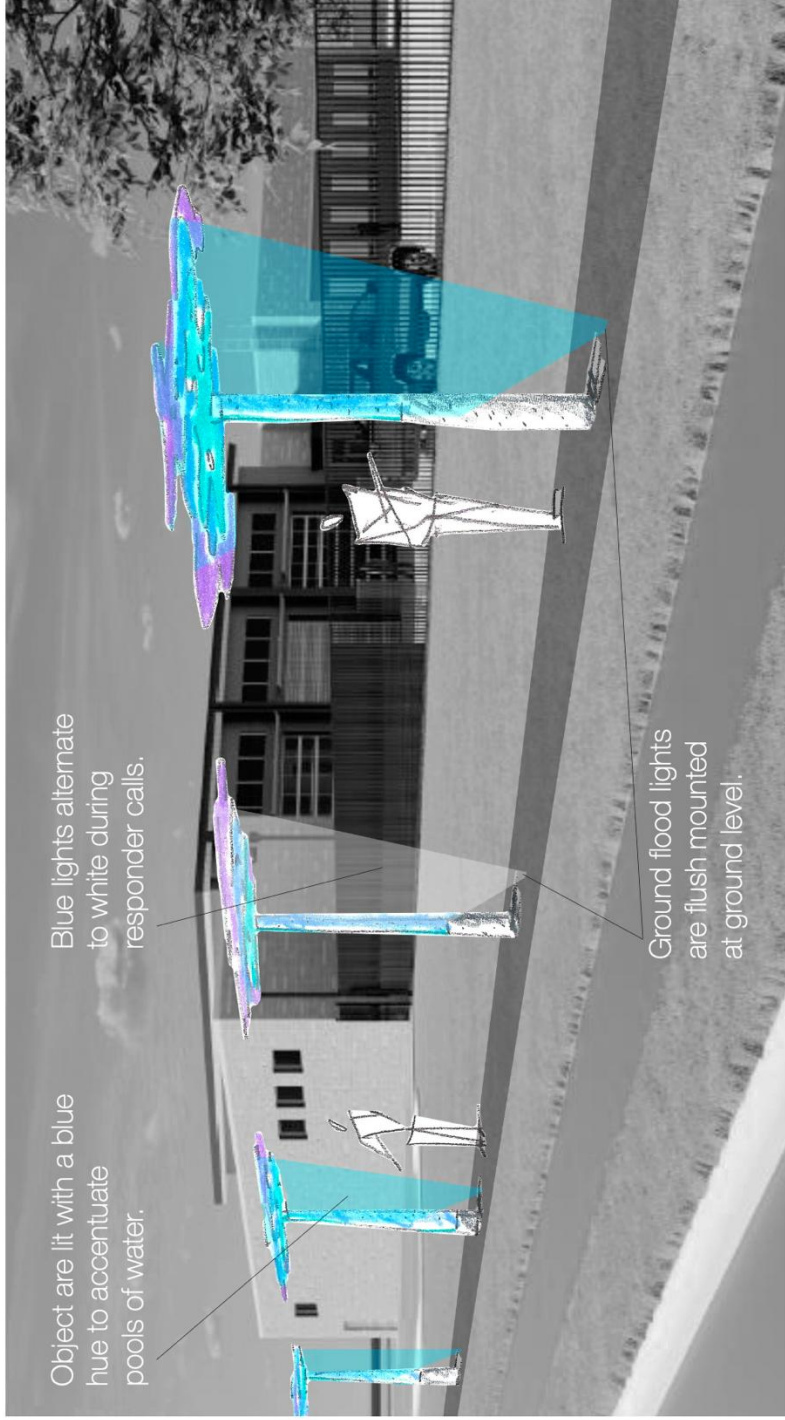 Object are lit with a blue
hue to accentuate
pools of water.
Blue lights alternate
to white during
responder calls.
Ground flood lights
are flush mounted
at ground level.